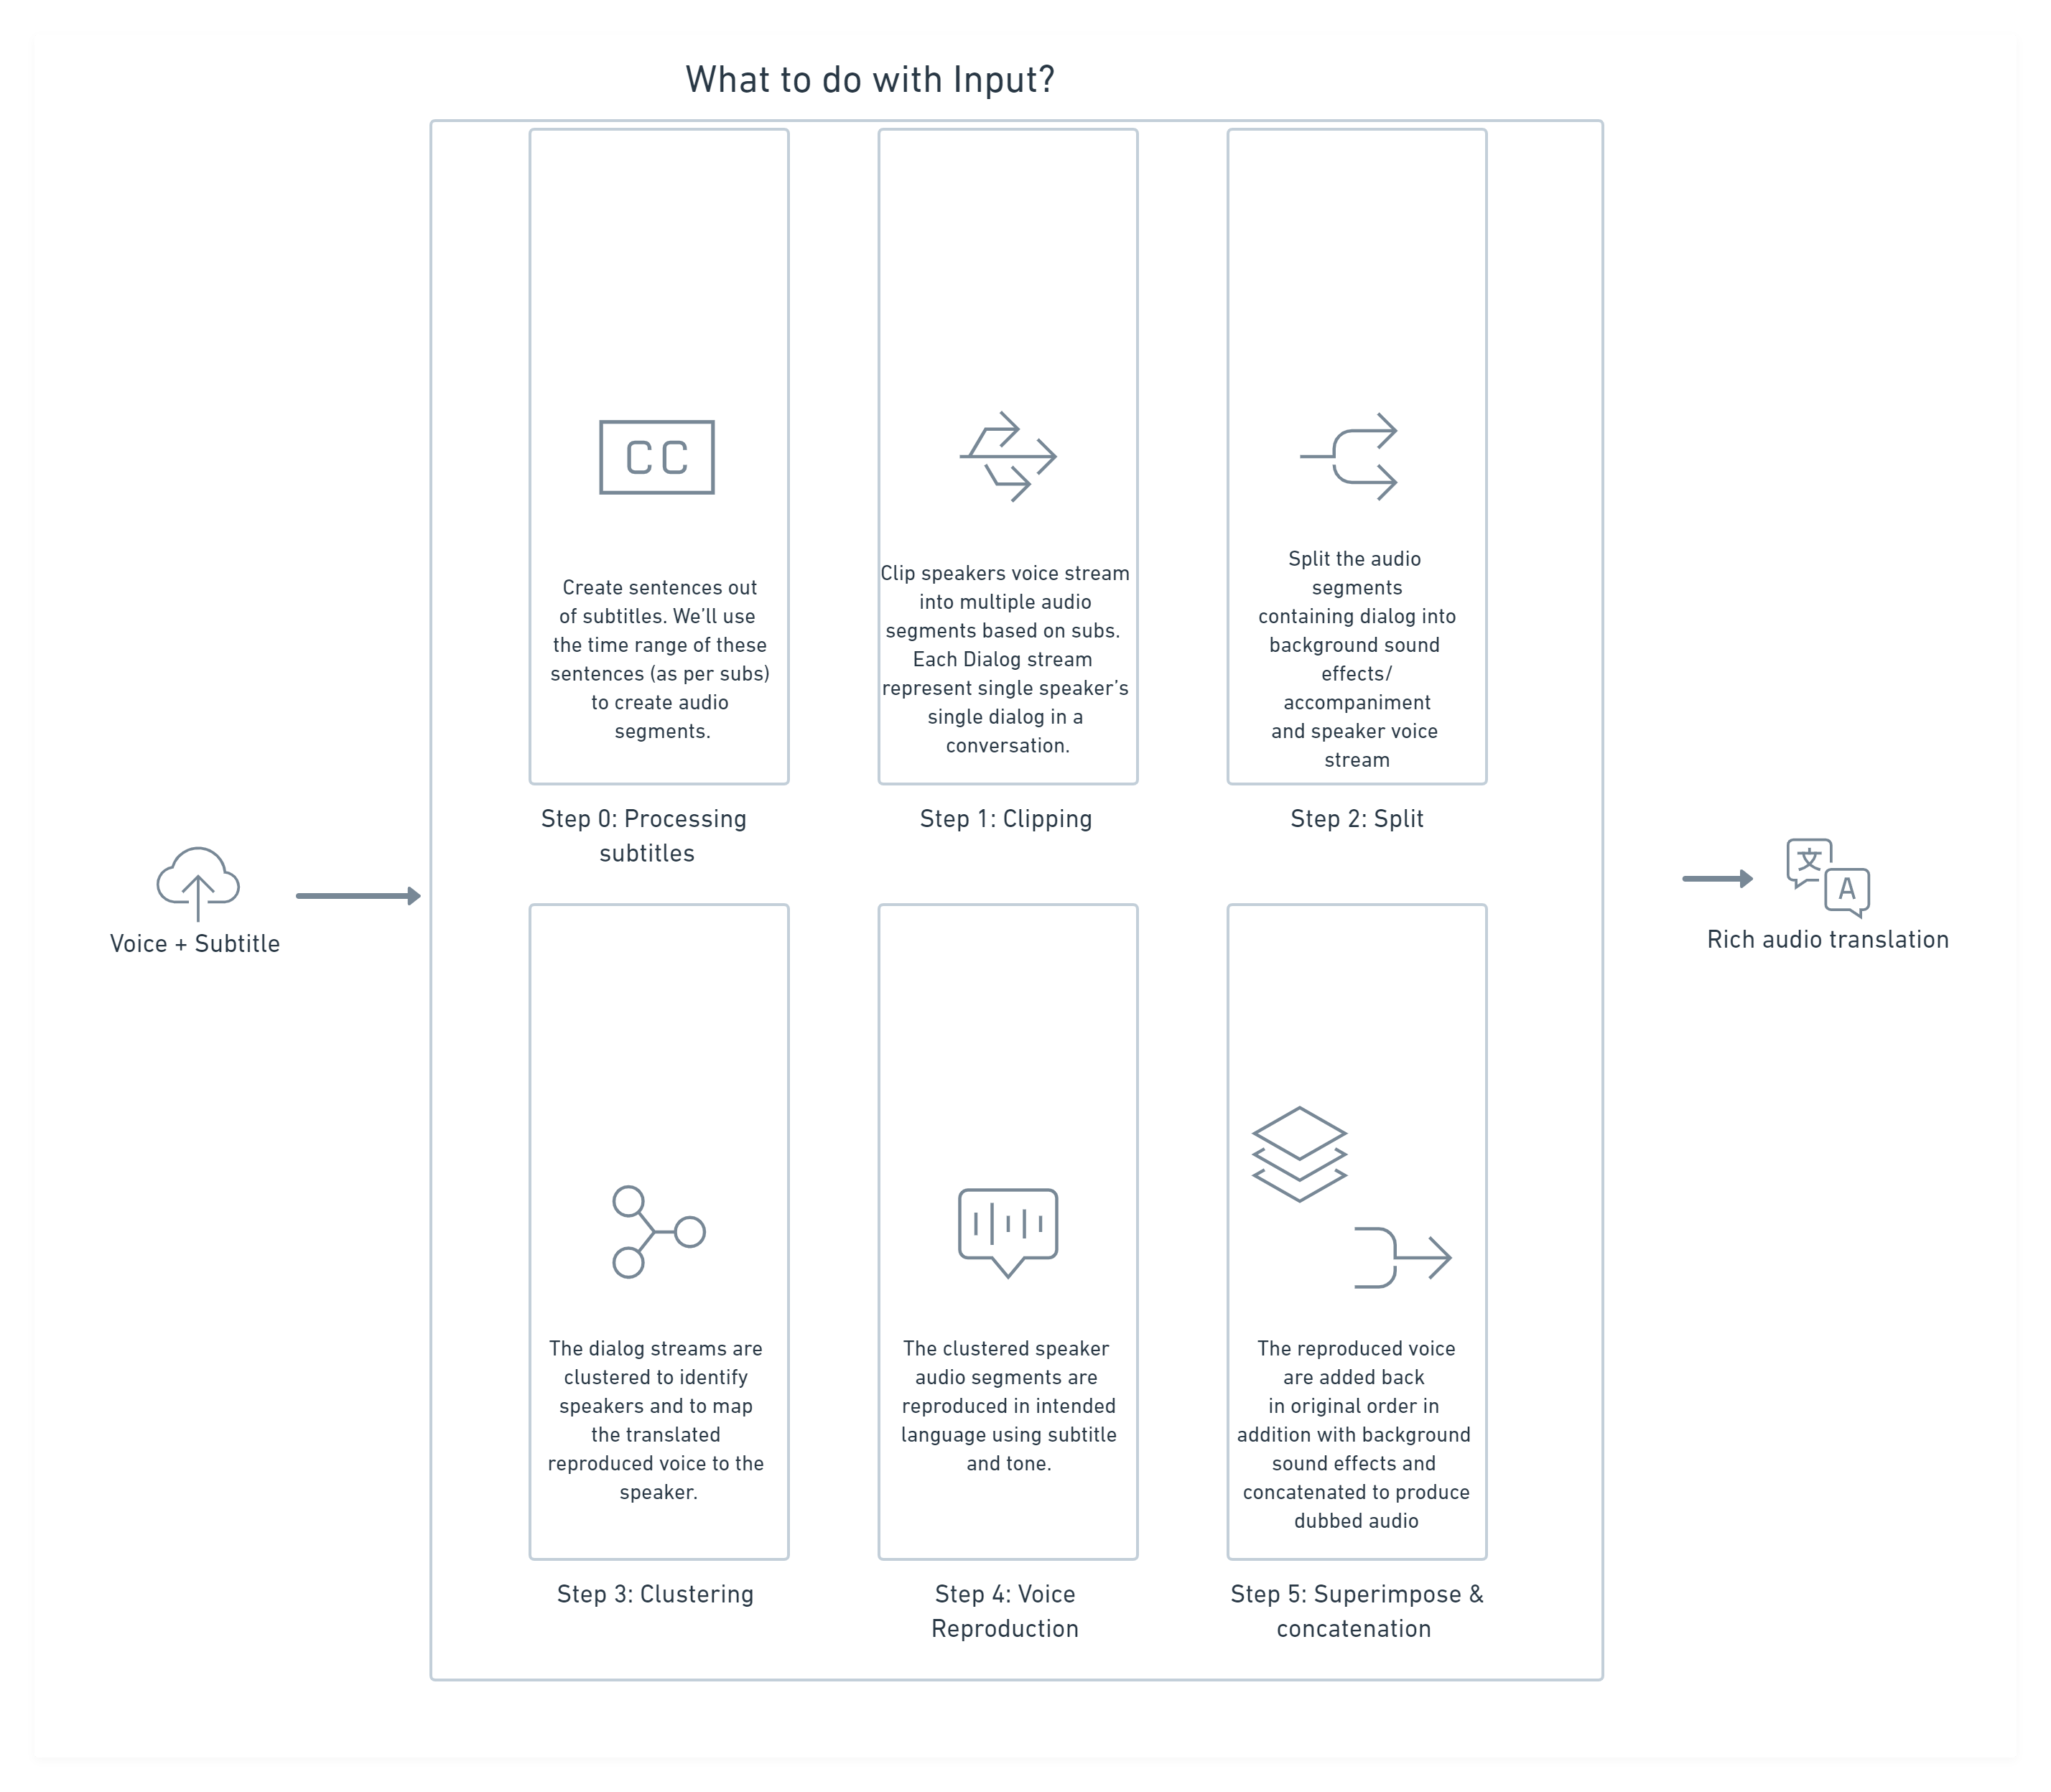 What to do with Input?
CC
Create sentences out
of subtitles. We’ll use
the time range of these
sentences (as per subs)
to create audio
segments.
Step 0: Processing
subtitles
Clip speakers voice stream
into multiple audio
segments based on subs.
Each Dialog stream
represent single speaker’s
single dialog in a
conversation.
Step 1: Clipping
Split the audio
segments
containing dialog into
background sound
effects/
accompaniment
and speaker voice
stream
Step 2: Split
Voice + Subtitle
文
A
Rich audio translation
The dialog streams are
clustered to identify
speakers and to map
the translated
reproduced voice to the
speaker.
Step 3: Clustering
The clustered speaker
audio segments are
reproduced in intended
language using subtitle
and tone.
Step 4: Voice
Reproduction
The reproduced voice
are added back
in original order in
addition with background
sound effects and
concatenated to produce
dubbed audio
Step 5: Superimpose &
concatenation